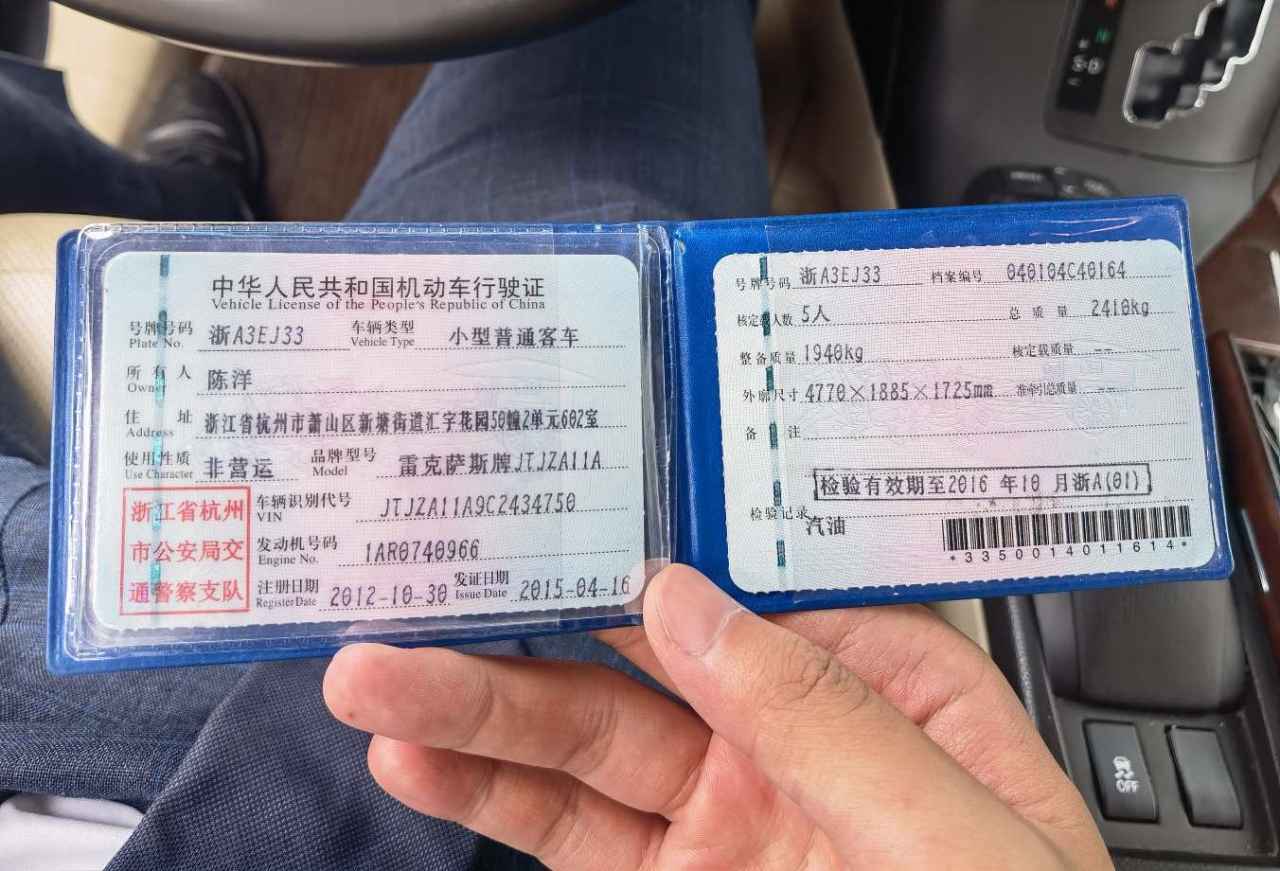 中华人民共和国机动车行驶证
Vehicle License of the People's Republic of China
号牌号码 浙A3EJ33 车辆类型 小型普通客车
Plate No. Vehicle Type
所有人 陈洋
Owner
住址 浙江省杭州市萧山区新塘街道汇宇花园50幢2单元602室
Address
使用性质 非营运 品牌型号 雷克萨斯牌JTJZA11A
Use Character Model
浙江省杭州
市公安局交
通警察支队
车辆识别代号 JTJZA11A9C2434750
VIN
发动机号码 1AR0740966
Engine No.
注册日期 2012-10-30 发证日期 2015-04-16
Register Date Issue Date
号牌号码 浙A3EJ33 档案编号 040104C40164
核定载人数 5人 总质量 2410kg
整备质量 1940kg 核定载质量 --
外廓尺寸 4770×1885×1725mm 准牵引总质量 --
备注
检验有效期至2016 年10 月浙A(01)
检验记录
汽油
*3350014011614*
OFF